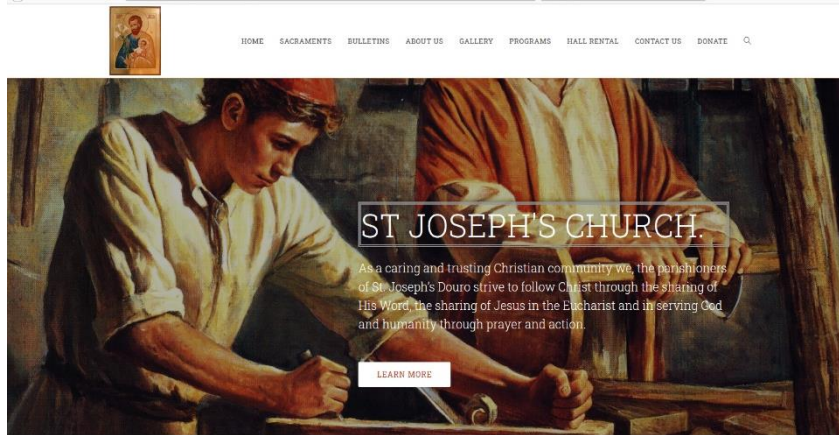 HOME SACRAMENTS BULLETINS ABOUT US GALLERY PROGRAMS HALL RENTAL CONTACT US DONATE
ST JOSEPH'S CHURCH.
As a caring and trusting Christian community we, the parishioners
of St. Joseph's Douro strive to follow Christ through the sharing of
His Word, the sharing of Jesus in the Eucharist and in serving God
and humanity through prayer and action.
LEARN MORE